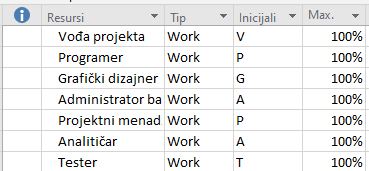 Resursi Tip Inicijali Max.
Vođa projekta Work V 100%
Programer Work P 100%
Grafički dizajner Work G 100%
Administrator ba Work A 100%
Projektni menad Work P 100%
Analitičar Work A 100%
Tester Work T 100%